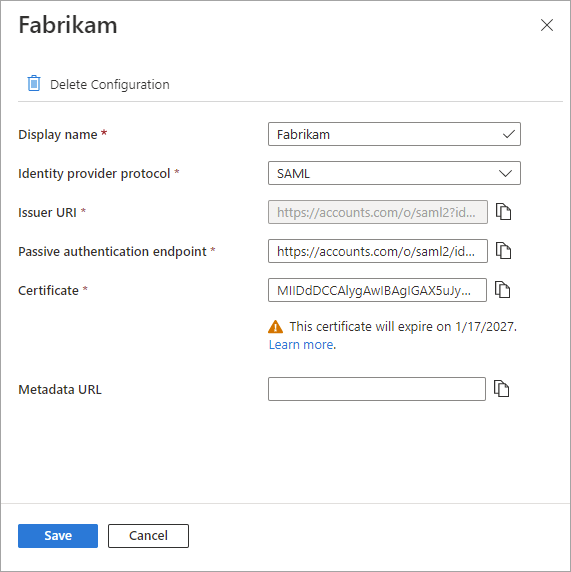 Fabrikam
Delete Configuration
Display name *
Fabrikam
Identity provider protocol *
SAML
Issuer URI *
https://accounts.com/o/saml2?id...
Passive authentication endpoint *
https://accounts.com/o/saml2/id...
Certificate *
MIIDdDCCAlygAwIBAgIGAX5uJy...
This certificate will expire on 1/17/2027.
Learn more.
Metadata URL
Save
Cancel